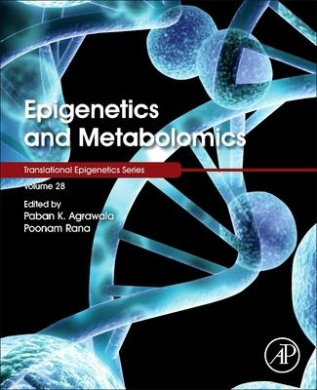 Epigenetics
and Metabolomics
Translational Epigenetics Series
Volume 28
Edited by
Paban K. Agrawala
Poonam Rana
AP